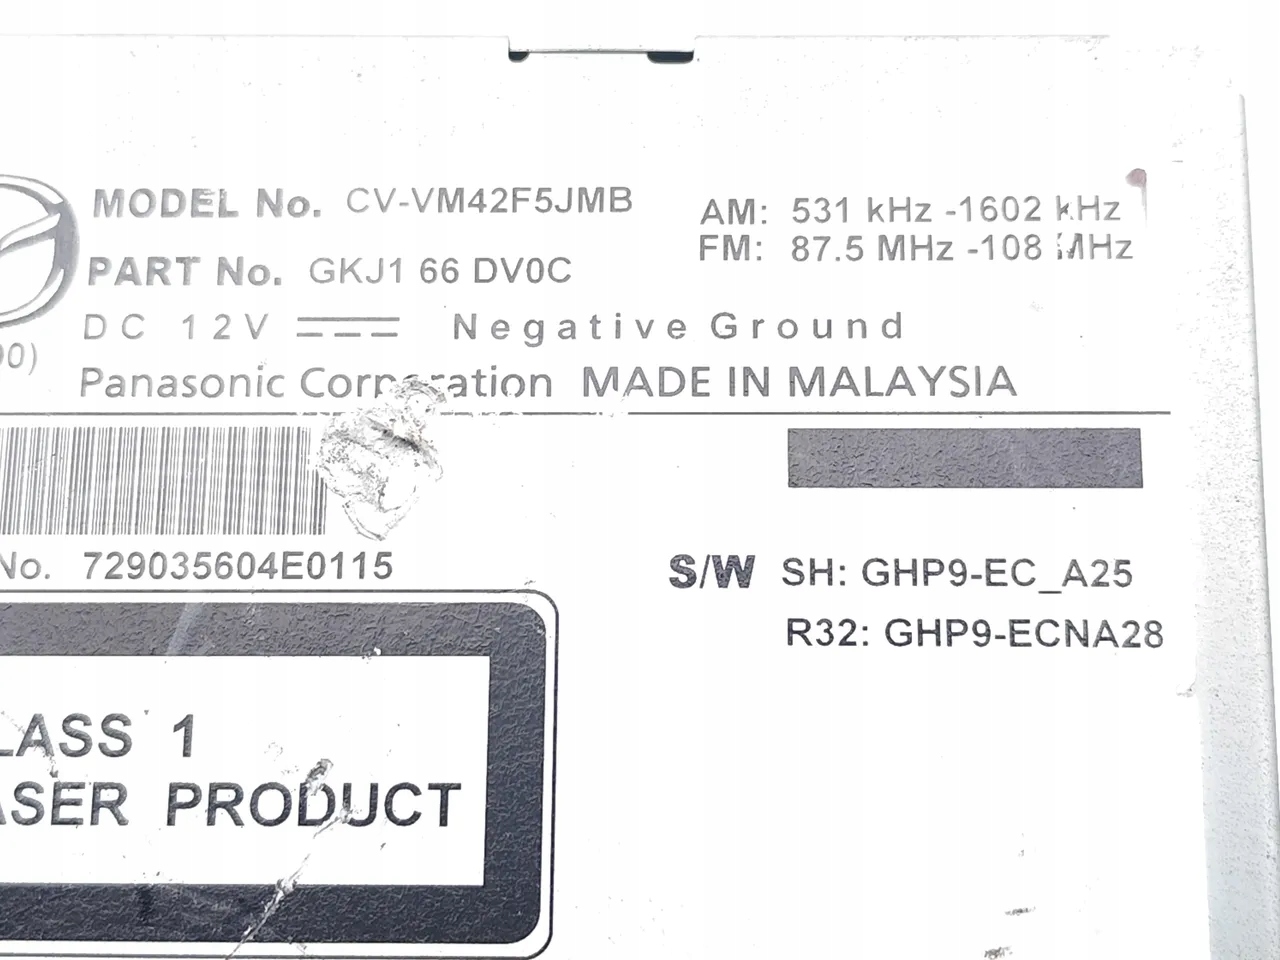 MODEL No. CV-VM42F5JMB
AM: 531 kHz -1602 kHz
FM: 87.5 MHz -108 MHz
PART No. GKJ1 66 DV0C
DC 12V Negative Ground
00)
Panasonic Corporation MADE IN MALAYSIA
No. 729035604E0115
S/W SH: GHP9-EC_A25
R32: GHP9-ECNA28
LASS 1
ASER PRODUCT